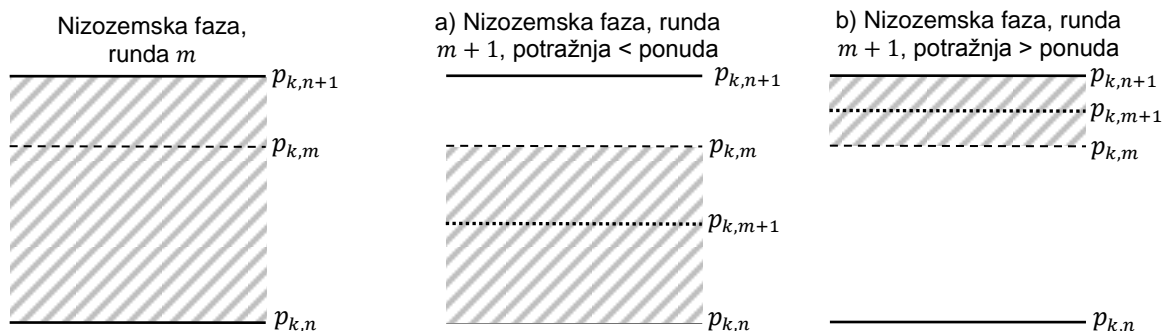 Nizozemska faza,
runda m
p_{k,n+1}
p_{k,m}
p_{k,n}
a) Nizozemska faza, runda
m + 1, potražnja < ponuda
p_{k,n+1}
p_{k,m}
p_{k,m+1}
p_{k,n}
b) Nizozemska faza, runda
m + 1, potražnja > ponuda
p_{k,n+1}
p_{k,m+1}
p_{k,m}
p_{k,n}